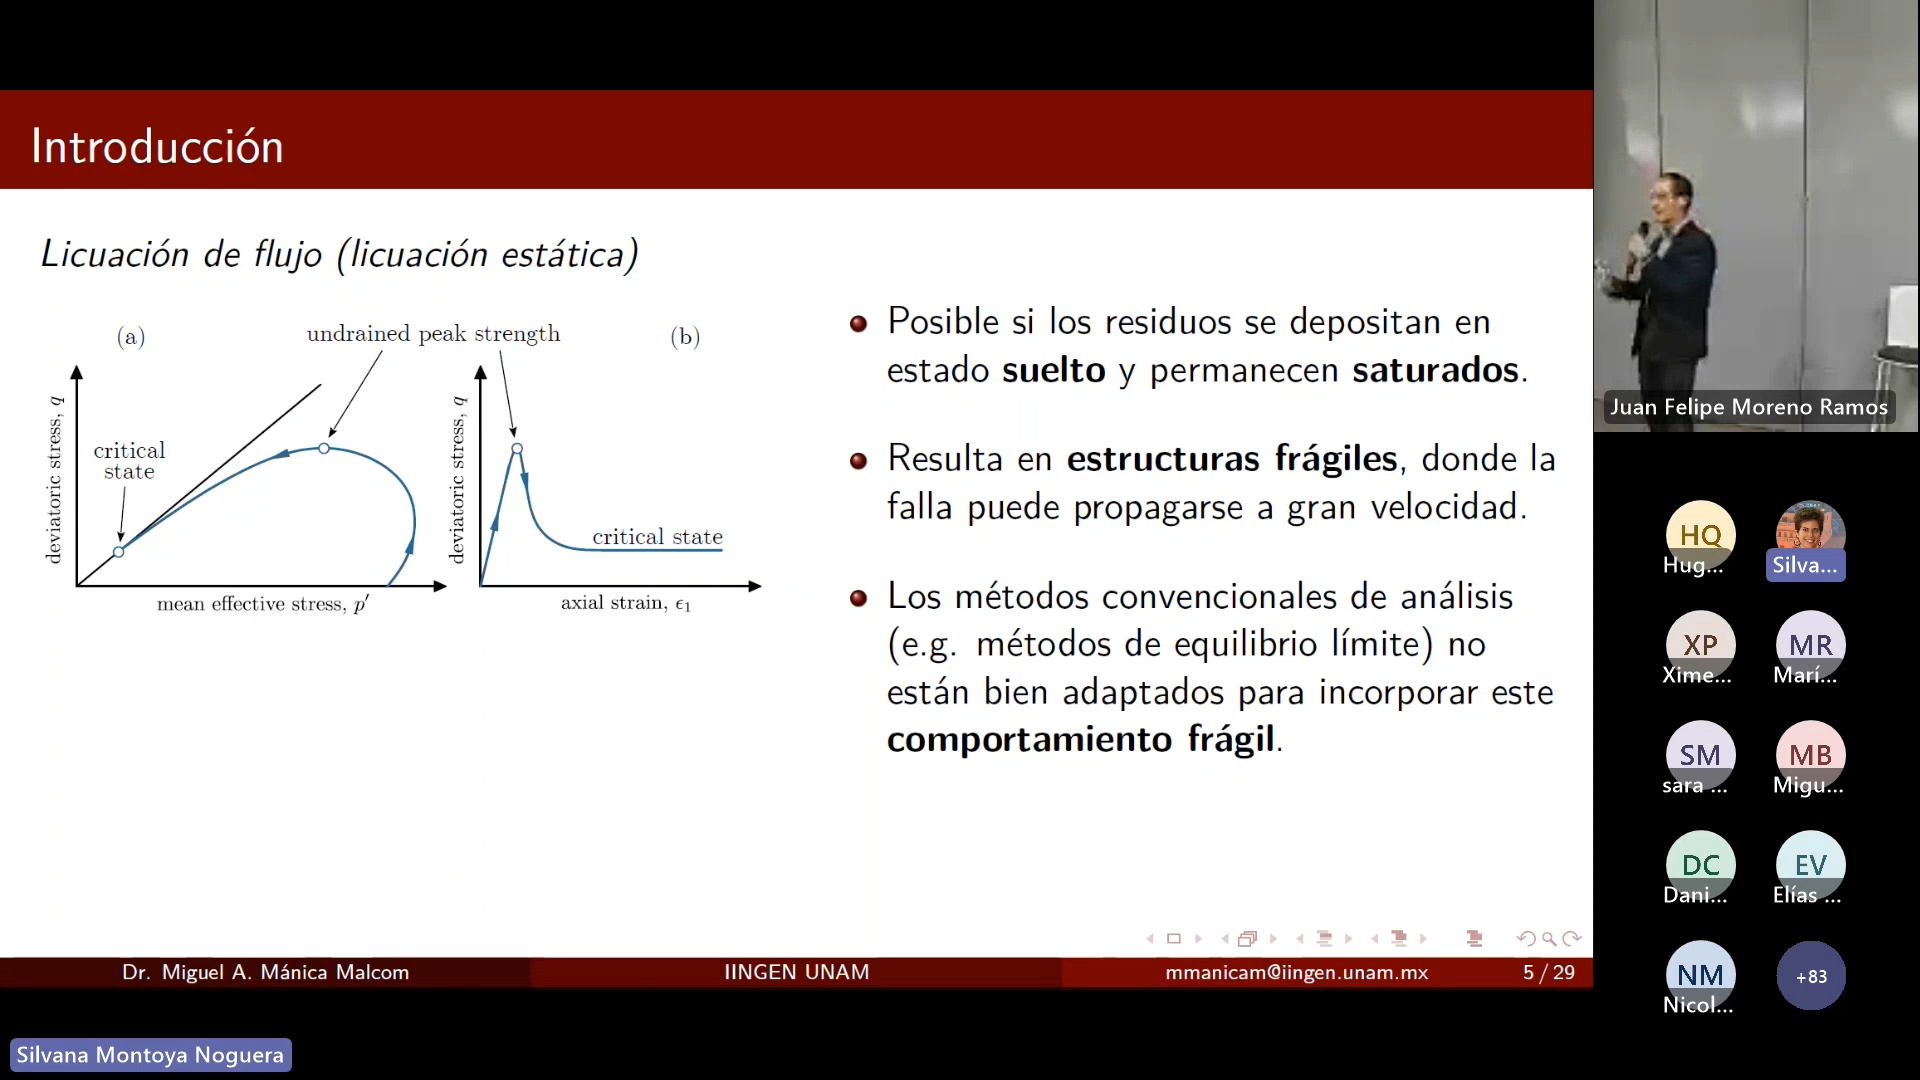 Introducción
Licuación de flujo (licuación estática)
(a)
undrained peak strength
(b)
deviatoric stress, q
critical
state
mean effective stress, p′
deviatoric stress, q
critical state
axial strain, ϵ₁
Posible si los residuos se depositan en
estado suelto y permanecen saturados.
Resulta en estructuras frágiles, donde la
falla puede propagarse a gran velocidad.
Los métodos convencionales de análisis
(e.g. métodos de equilibrio límite) no
están bien adaptados para incorporar este
comportamiento frágil.
Dr. Miguel A. Mánica Malcom
IINGEN UNAM
mmanicam@iingen.unam.mx
5 / 29
Silvana Montoya Noguera
Juan Felipe Moreno Ramos
HQ
Hug...
Silva...
XP
Xime...
MR
Marí...
SM
sara ...
MB
Migu...
DC
Dani...
EV
Elías ...
NM
Nicol...
+83